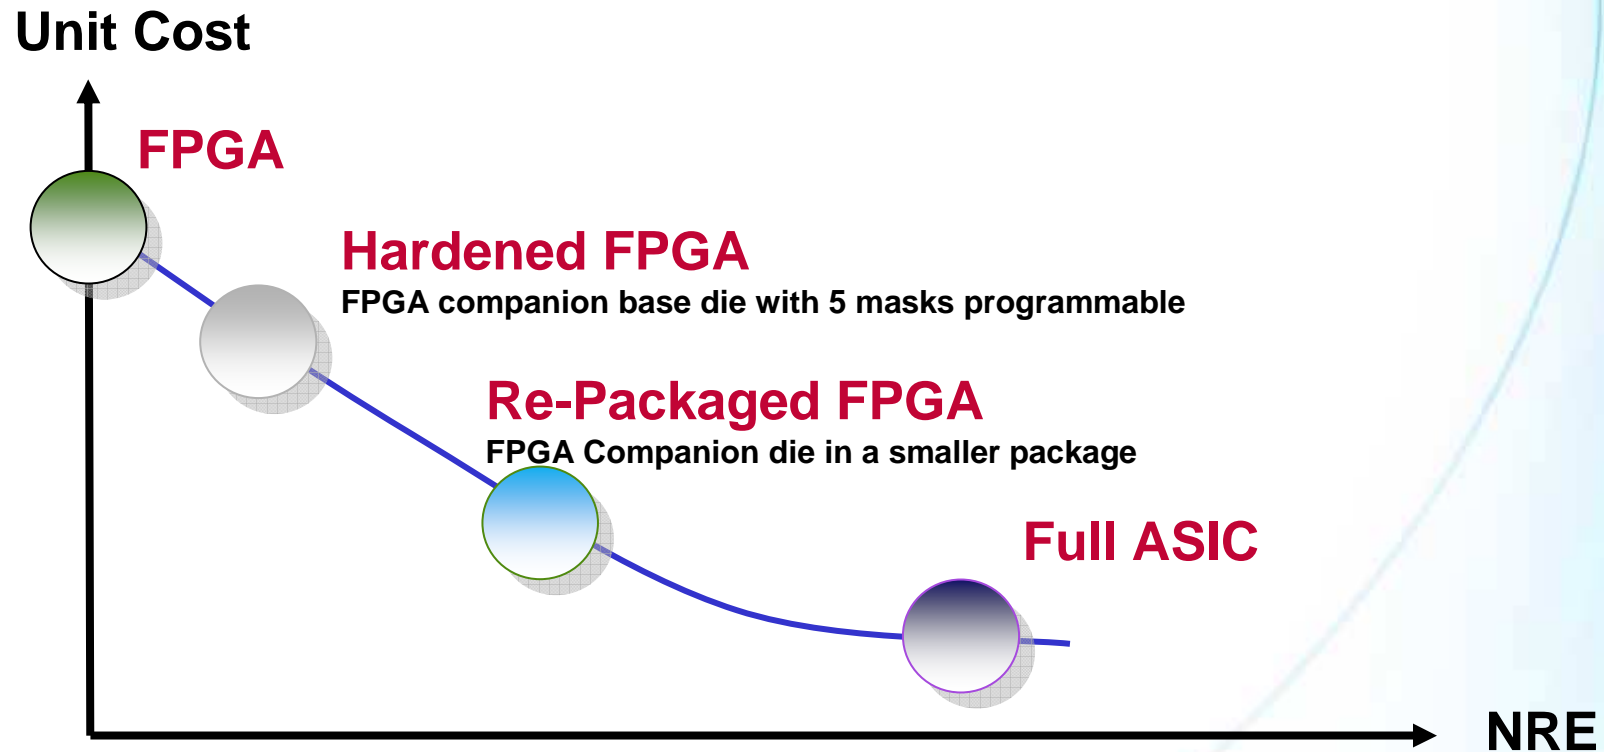 Unit Cost
FPGA
Hardened FPGA
FPGA companion base die with 5 masks programmable
Re-Packaged FPGA
FPGA Companion die in a smaller package
Full ASIC
NRE